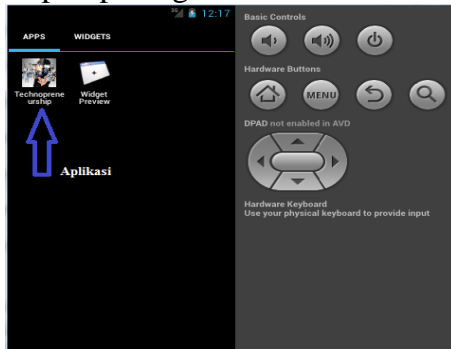 12:17
APPS WIDGETS
Technoprene
urship
Widget
Preview
Aplikasi
Basic Controls
Hardware Buttons
MENU
DPAD not enabled in AVD
Hardware Keyboard
Use your physical keyboard to provide input